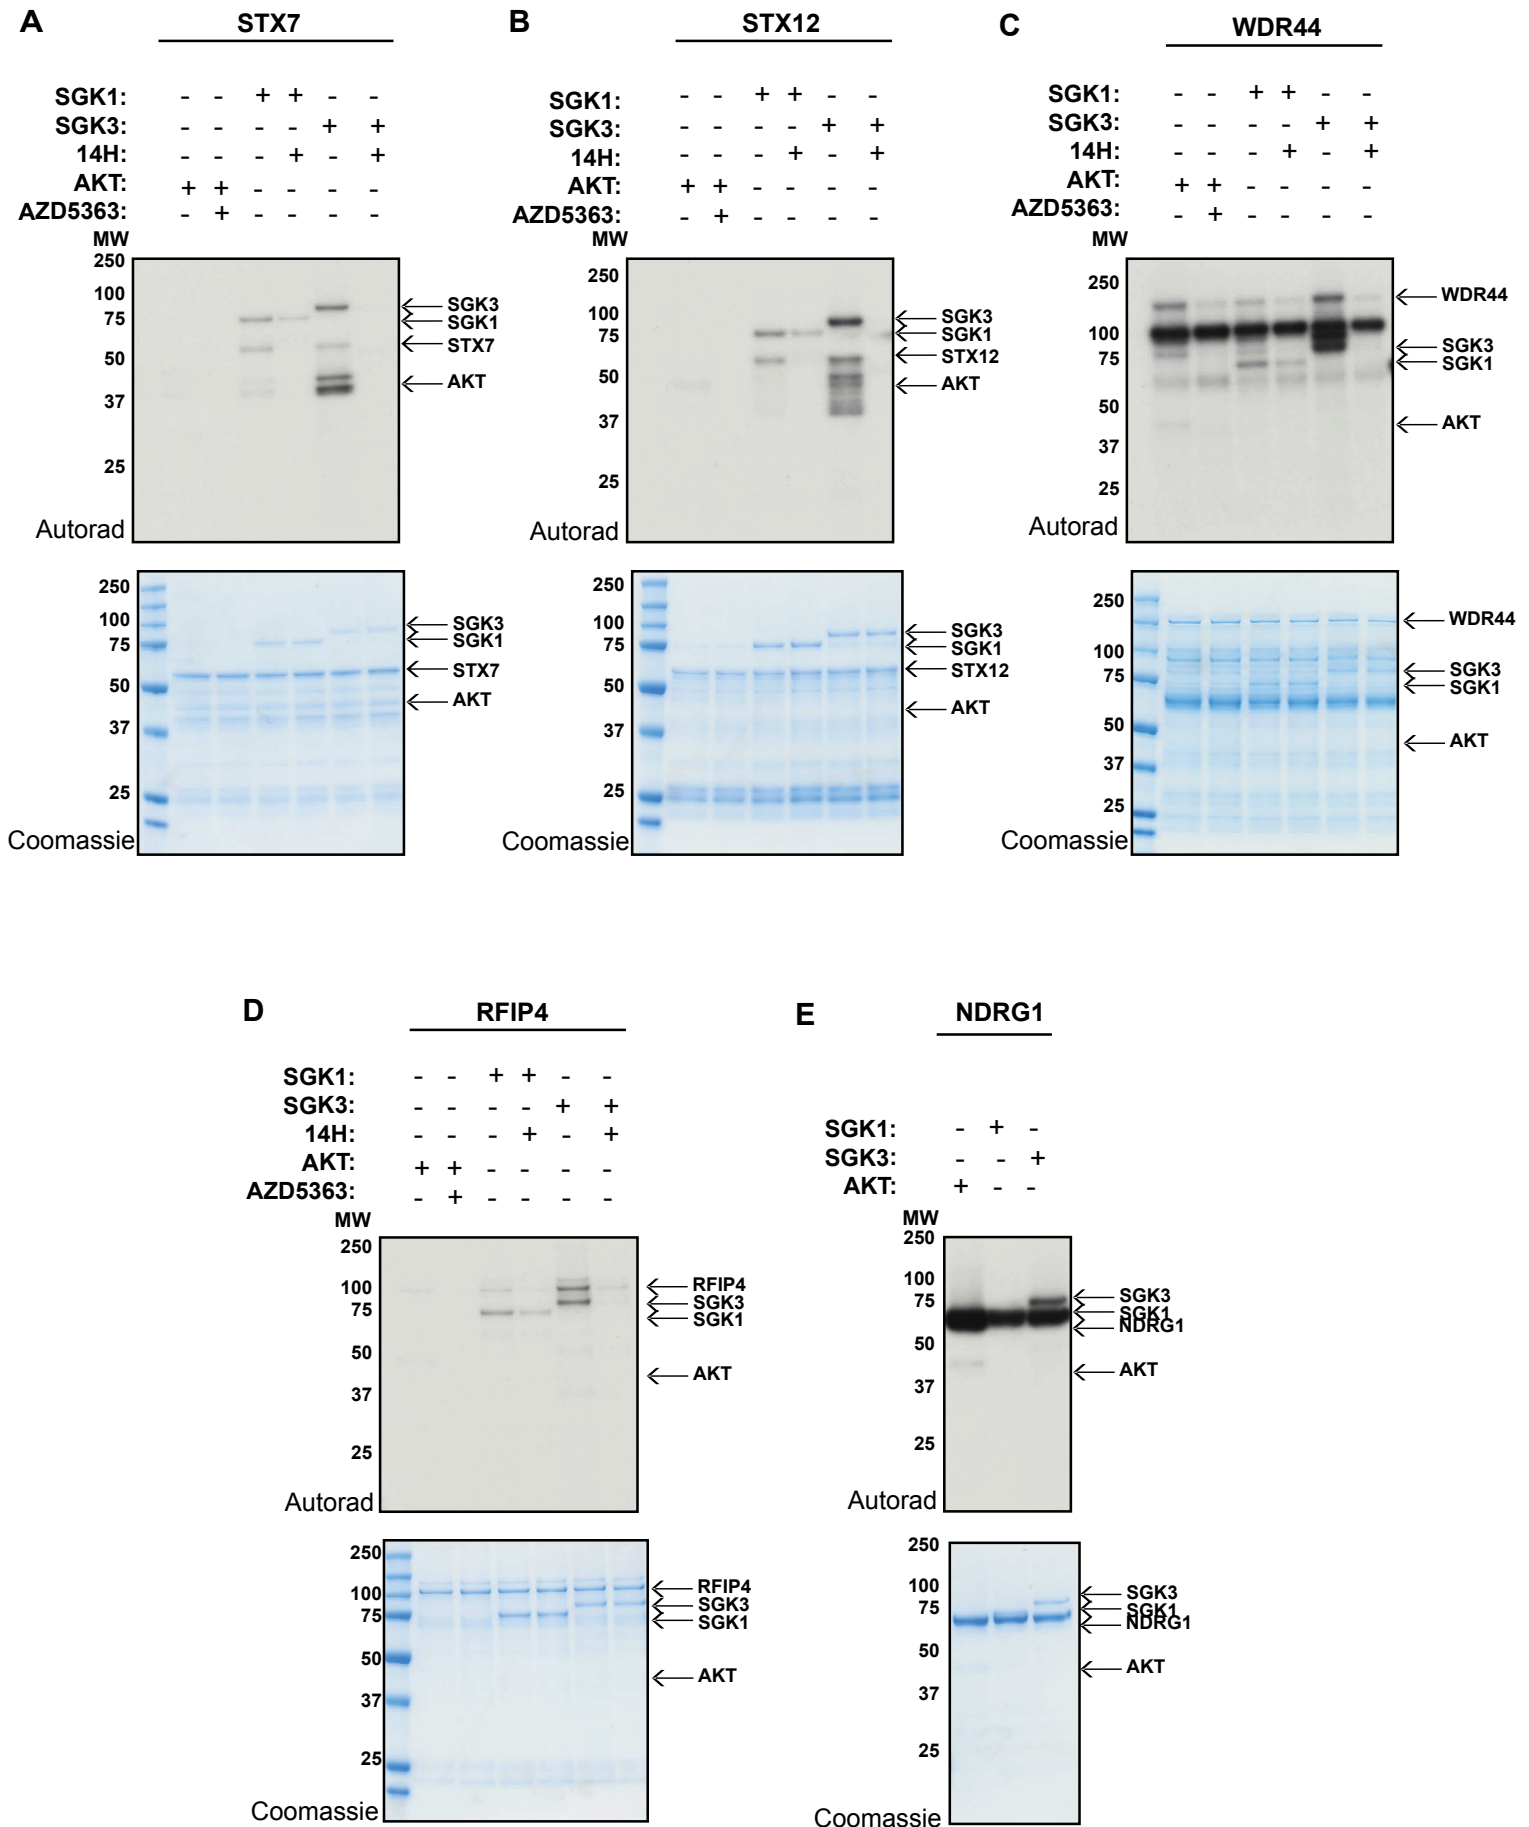 A
STX7
SGK1: - - + + - -
SGK3: - - - - + +
14H: - - - + - +
AKT: + + - - - -
AZD5363: - + - - - -
MW
250
100
75
50
37
25
SGK3
SGK1
STX7
AKT
Autorad
250
100
75
50
37
25
SGK3
SGK1
STX7
AKT
Coomassie
B
STX12
SGK1: - - + + - -
SGK3: - - - - + +
14H: - - - + - +
AKT: + + - - - -
AZD5363: - + - - - -
MW
250
100
75
50
37
25
SGK3
SGK1
STX12
AKT
Autorad
250
100
75
50
37
25
SGK3
SGK1
STX12
AKT
Coomassie
C
WDR44
SGK1: - - + + - -
SGK3: - - - - + +
14H: - - - + - +
AKT: + + - - - -
AZD5363: - + - - - -
MW
250
100
75
50
37
25
WDR44
SGK3
SGK1
AKT
Autorad
250
100
75
50
37
25
WDR44
SGK3
SGK1
AKT
Coomassie
D
RFIP4
SGK1: - - + + - -
SGK3: - - - - + +
14H: - - - + - +
AKT: + + - - - -
AZD5363: - + - - - -
MW
250
100
75
50
37
25
RFIP4
SGK3
SGK1
AKT
Autorad
250
100
75
50
37
25
RFIP4
SGK3
SGK1
AKT
Coomassie
E
NDRG1
SGK1: - + -
SGK3: - - +
AKT: + - -
MW
250
100
75
50
37
25
SGK3
SGK1
NDRG1
AKT
Autorad
250
100
75
50
37
25
SGK3
SGK1
NDRG1
AKT
Coomassie